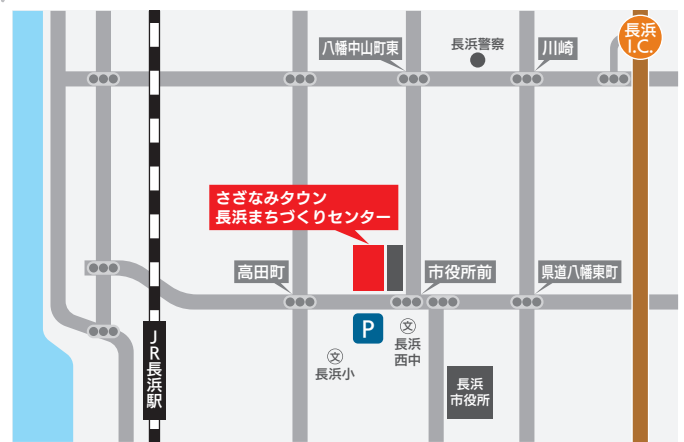 長浜
I.C.
八幡中山町東
長浜警察
川崎
さざなみタウン
長浜まちづくりセンター
高田町
市役所前
県道八幡東町
P
文
長浜
西中
文
長浜小
JR長浜駅
長浜
市役所